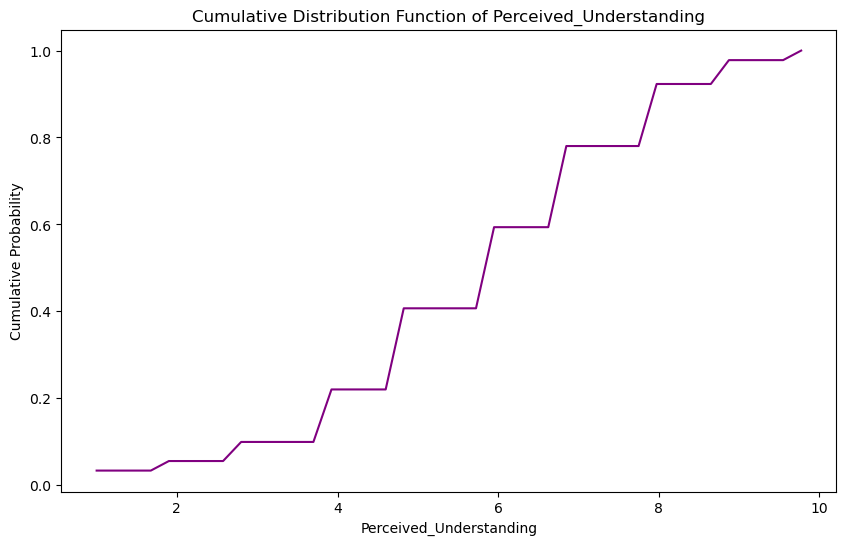 Cumulative Distribution Function of Perceived_Understanding
1.0
0.8
0.6
0.4
0.2
0.0
Cumulative Probability
2 4 6 8 10
Perceived_Understanding